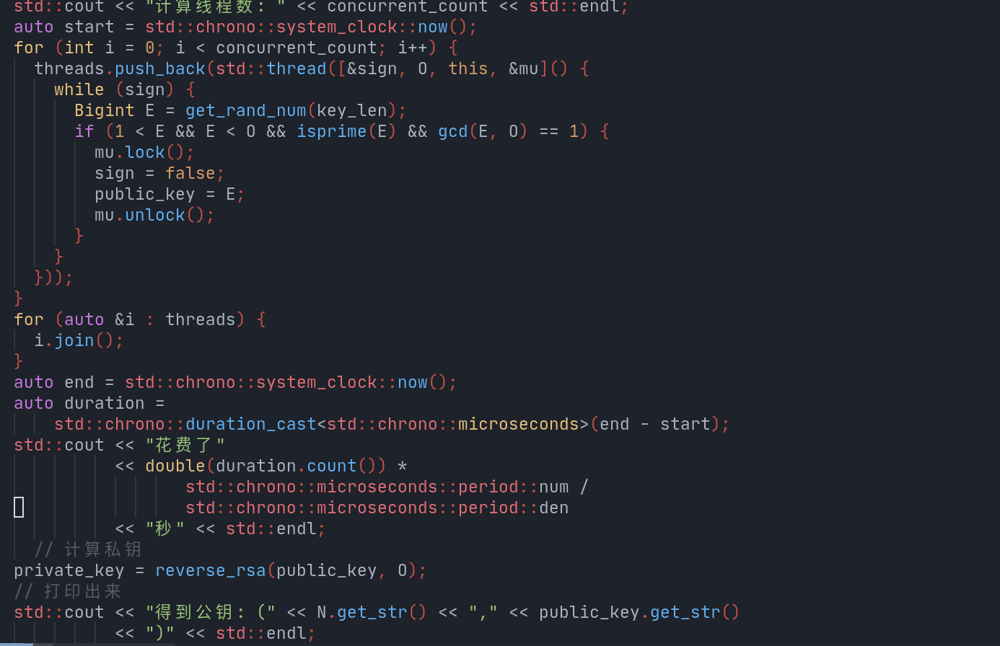 std::cout << "计算线程数: " << concurrent_count << std::endl;
auto start = std::chrono::system_clock::now();
for (int i = 0; i < concurrent_count; i++) {
threads.push_back(std::thread([&sign, O, this, &mu]() {
while (sign) {
Bigint E = get_rand_num(key_len);
if (1 < E && E < O && isprime(E) && gcd(E, O) == 1) {
mu.lock();
sign = false;
public_key = E;
mu.unlock();
}
}
}));
}
for (auto &i : threads) {
i.join();
}
auto end = std::chrono::system_clock::now();
auto duration =
std::chrono::duration_cast<std::chrono::microseconds>(end - start);
std::cout << "花费了"
<< double(duration.count()) *
std::chrono::microseconds::period::num /
std::chrono::microseconds::period::den
<< "秒" << std::endl;
// 计算私钥
private_key = reverse_rsa(public_key, O);
// 打印出来
std::cout << "得到公钥: (" << N.get_str() << "," << public_key.get_str()
<< ")" << std::endl;